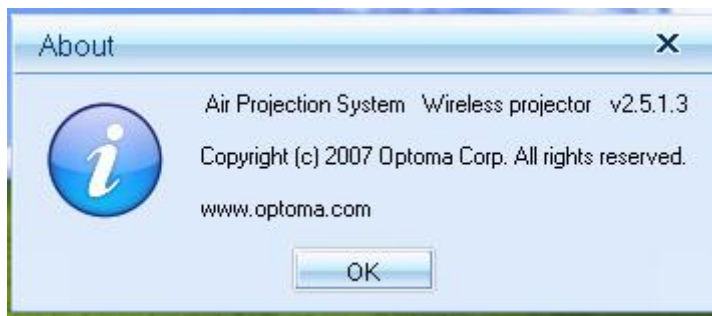 About
Air Projection System Wireless projector v2.5.1.3
Copyright (c) 2007 Optoma Corp. All rights reserved.
www.optoma.com
OK